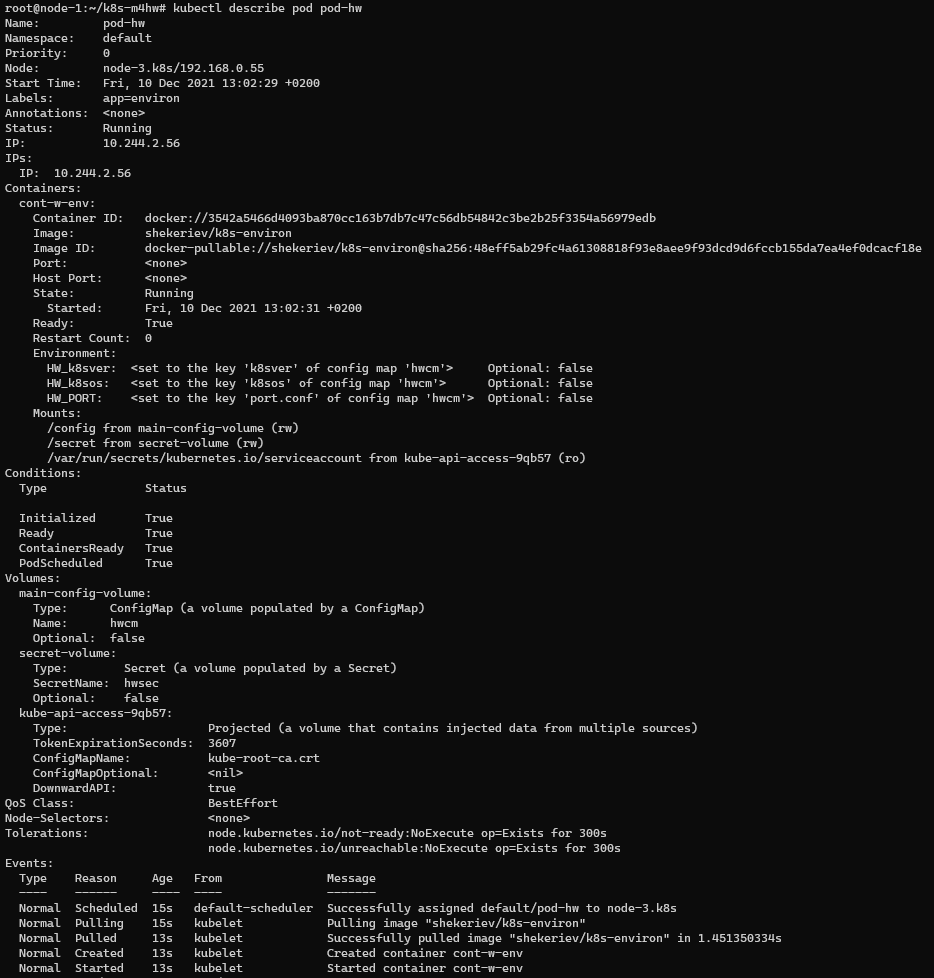 root@node-1:~/k8s-m4hw# kubectl describe pod pod-hw
Name:         pod-hw
Namespace:    default
Priority:     0
Node:         node-3.k8s/192.168.0.55
Start Time:   Fri, 10 Dec 2021 13:02:29 +0200
Labels:       app=environ
Annotations:  <none>
Status:       Running
IP:           10.244.2.56
IPs:
  IP:  10.244.2.56
Containers:
  cont-w-env:
    Container ID:   docker://3542a5466d4093ba870cc163b7db7c47c56db54842c3be2b25f3354a56979edb
    Image:          shekeriev/k8s-environ
    Image ID:       docker-pullable://shekeriev/k8s-environ@sha256:48eff5ab29fc4a61308818f93e8aee9f93dcd9d6fccb155da7ea4ef0dcacf18e
    Port:           <none>
    Host Port:      <none>
    State:          Running
      Started:      Fri, 10 Dec 2021 13:02:31 +0200
    Ready:          True
    Restart Count:  0
    Environment:
      HW_k8sver:  <set to the key 'k8sver' of config map 'hwcm'>     Optional: false
      HW_k8sos:   <set to the key 'k8sos' of config map 'hwcm'>      Optional: false
      HW_PORT:    <set to the key 'port.conf' of config map 'hwcm'>  Optional: false
    Mounts:
      /config from main-config-volume (rw)
      /secret from secret-volume (rw)
      /var/run/secrets/kubernetes.io/serviceaccount from kube-api-access-9qb57 (ro)
Conditions:
  Type              Status
  Initialized       True
  Ready             True
  ContainersReady   True
  PodScheduled      True
Volumes:
  main-config-volume:
    Type:      ConfigMap (a volume populated by a ConfigMap)
    Name:      hwcm
    Optional:  false
  secret-volume:
    Type:        Secret (a volume populated by a Secret)
    SecretName:  hwsec
    Optional:    false
  kube-api-access-9qb57:
    Type:                    Projected (a volume that contains injected data from multiple sources)
    TokenExpirationSeconds:  3607
    ConfigMapName:           kube-root-ca.crt
    ConfigMapOptional:       <nil>
    DownwardAPI:             true
QoS Class:                   BestEffort
Node-Selectors:              <none>
Tolerations:                 node.kubernetes.io/not-ready:NoExecute op=Exists for 300s
                             node.kubernetes.io/unreachable:NoExecute op=Exists for 300s
Events:
  Type    Reason     Age   From               Message
  ----    ------     ----  ----               -------
  Normal  Scheduled  15s   default-scheduler  Successfully assigned default/pod-hw to node-3.k8s
  Normal  Pulling    15s   kubelet            Pulling image "shekeriev/k8s-environ"
  Normal  Pulled     13s   kubelet            Successfully pulled image "shekeriev/k8s-environ" in 1.451350334s
  Normal  Created    13s   kubelet            Created container cont-w-env
  Normal  Started    13s   kubelet            Started container cont-w-env